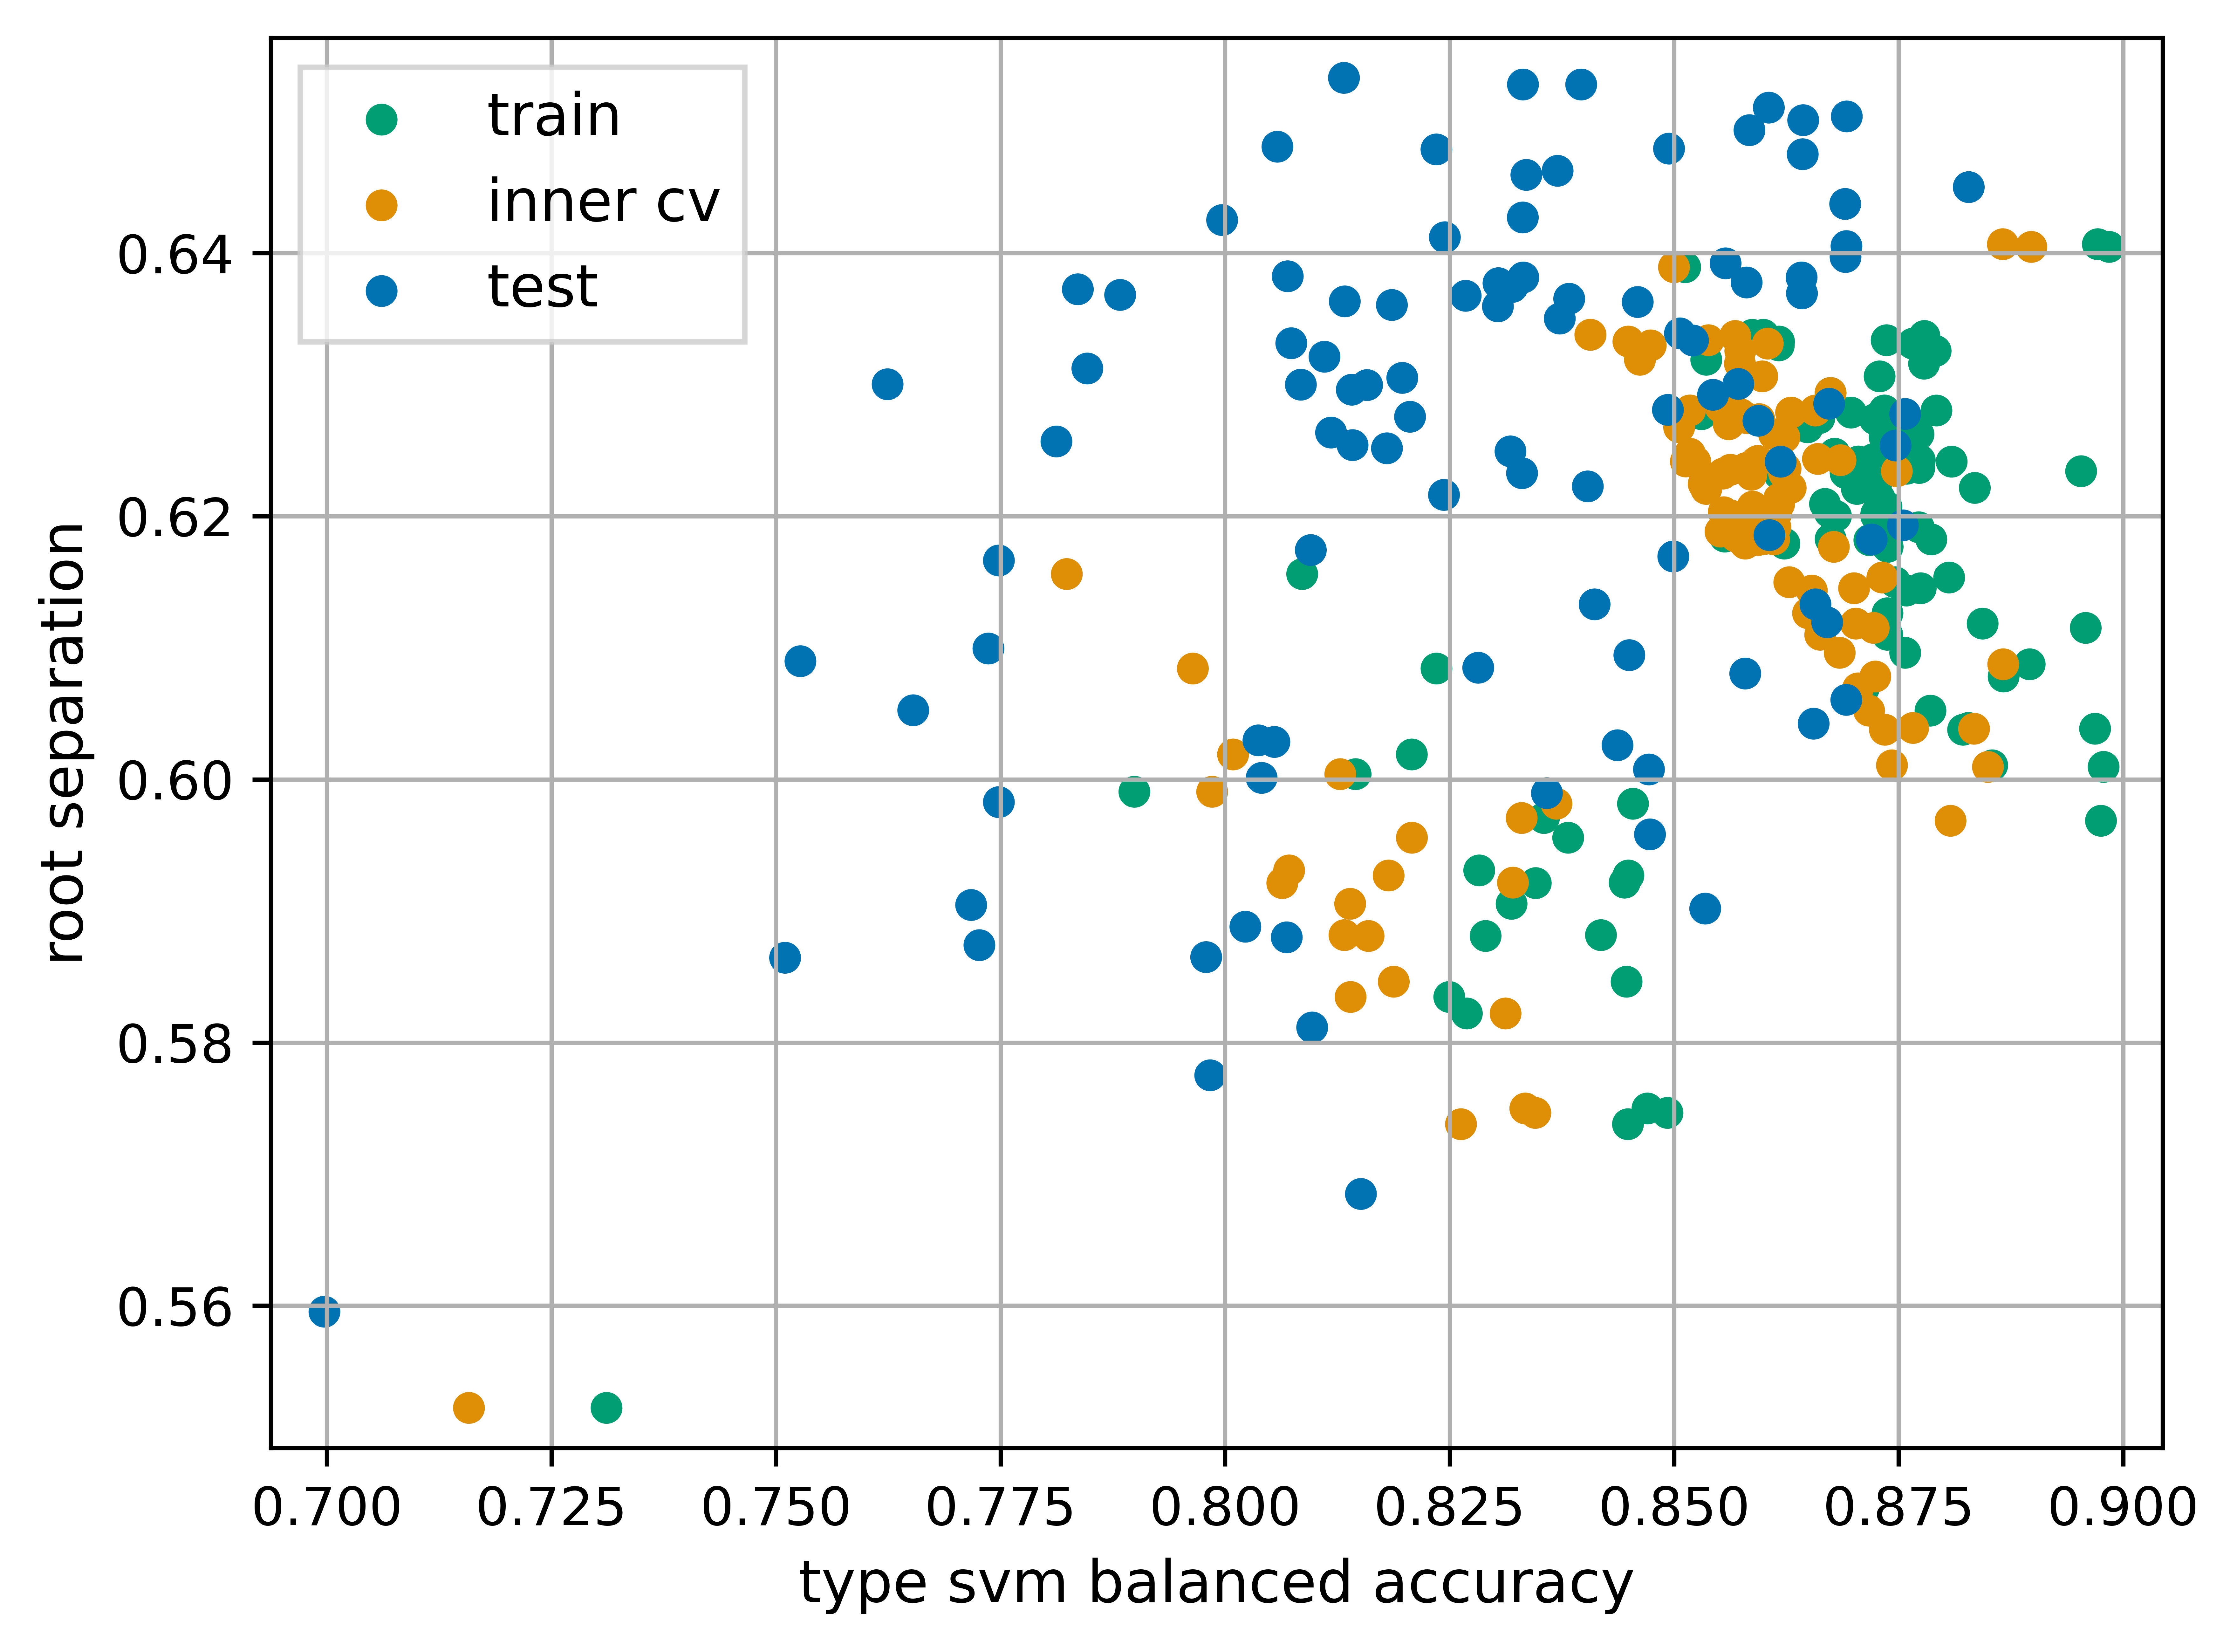 train
inner cv
test
0.64
0.62
0.60
0.58
0.56
root separation
0.700 0.725 0.750 0.775 0.800 0.825 0.850 0.875 0.900
type svm balanced accuracy